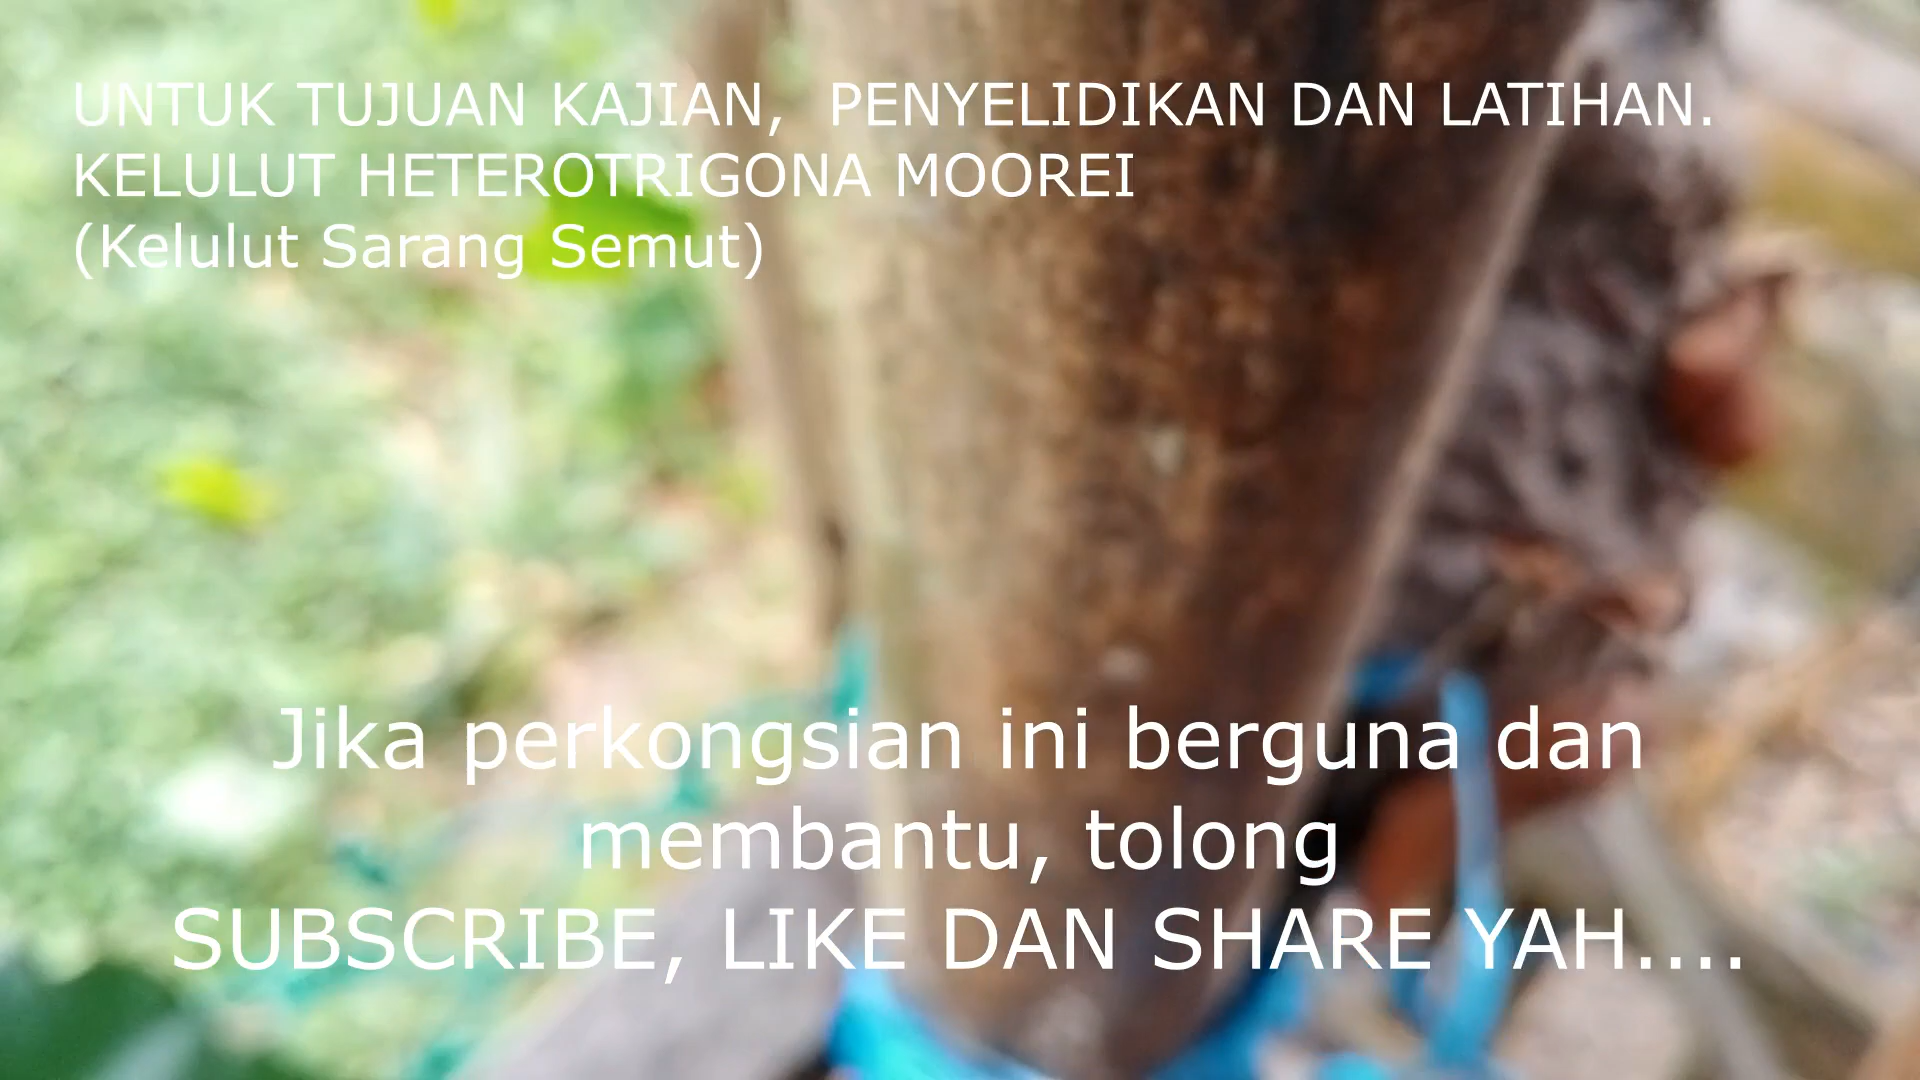 UNTUK TUJUAN KAJIAN, PENYELIDIKAN DAN LATIHAN.
KELULUT HETEROTRIGONA MOOREI
(Kelulut Sarang Semut)
Jika perkongsian ini berguna dan
membantu, tolong
SUBSCRIBE, LIKE DAN SHARE YAH....